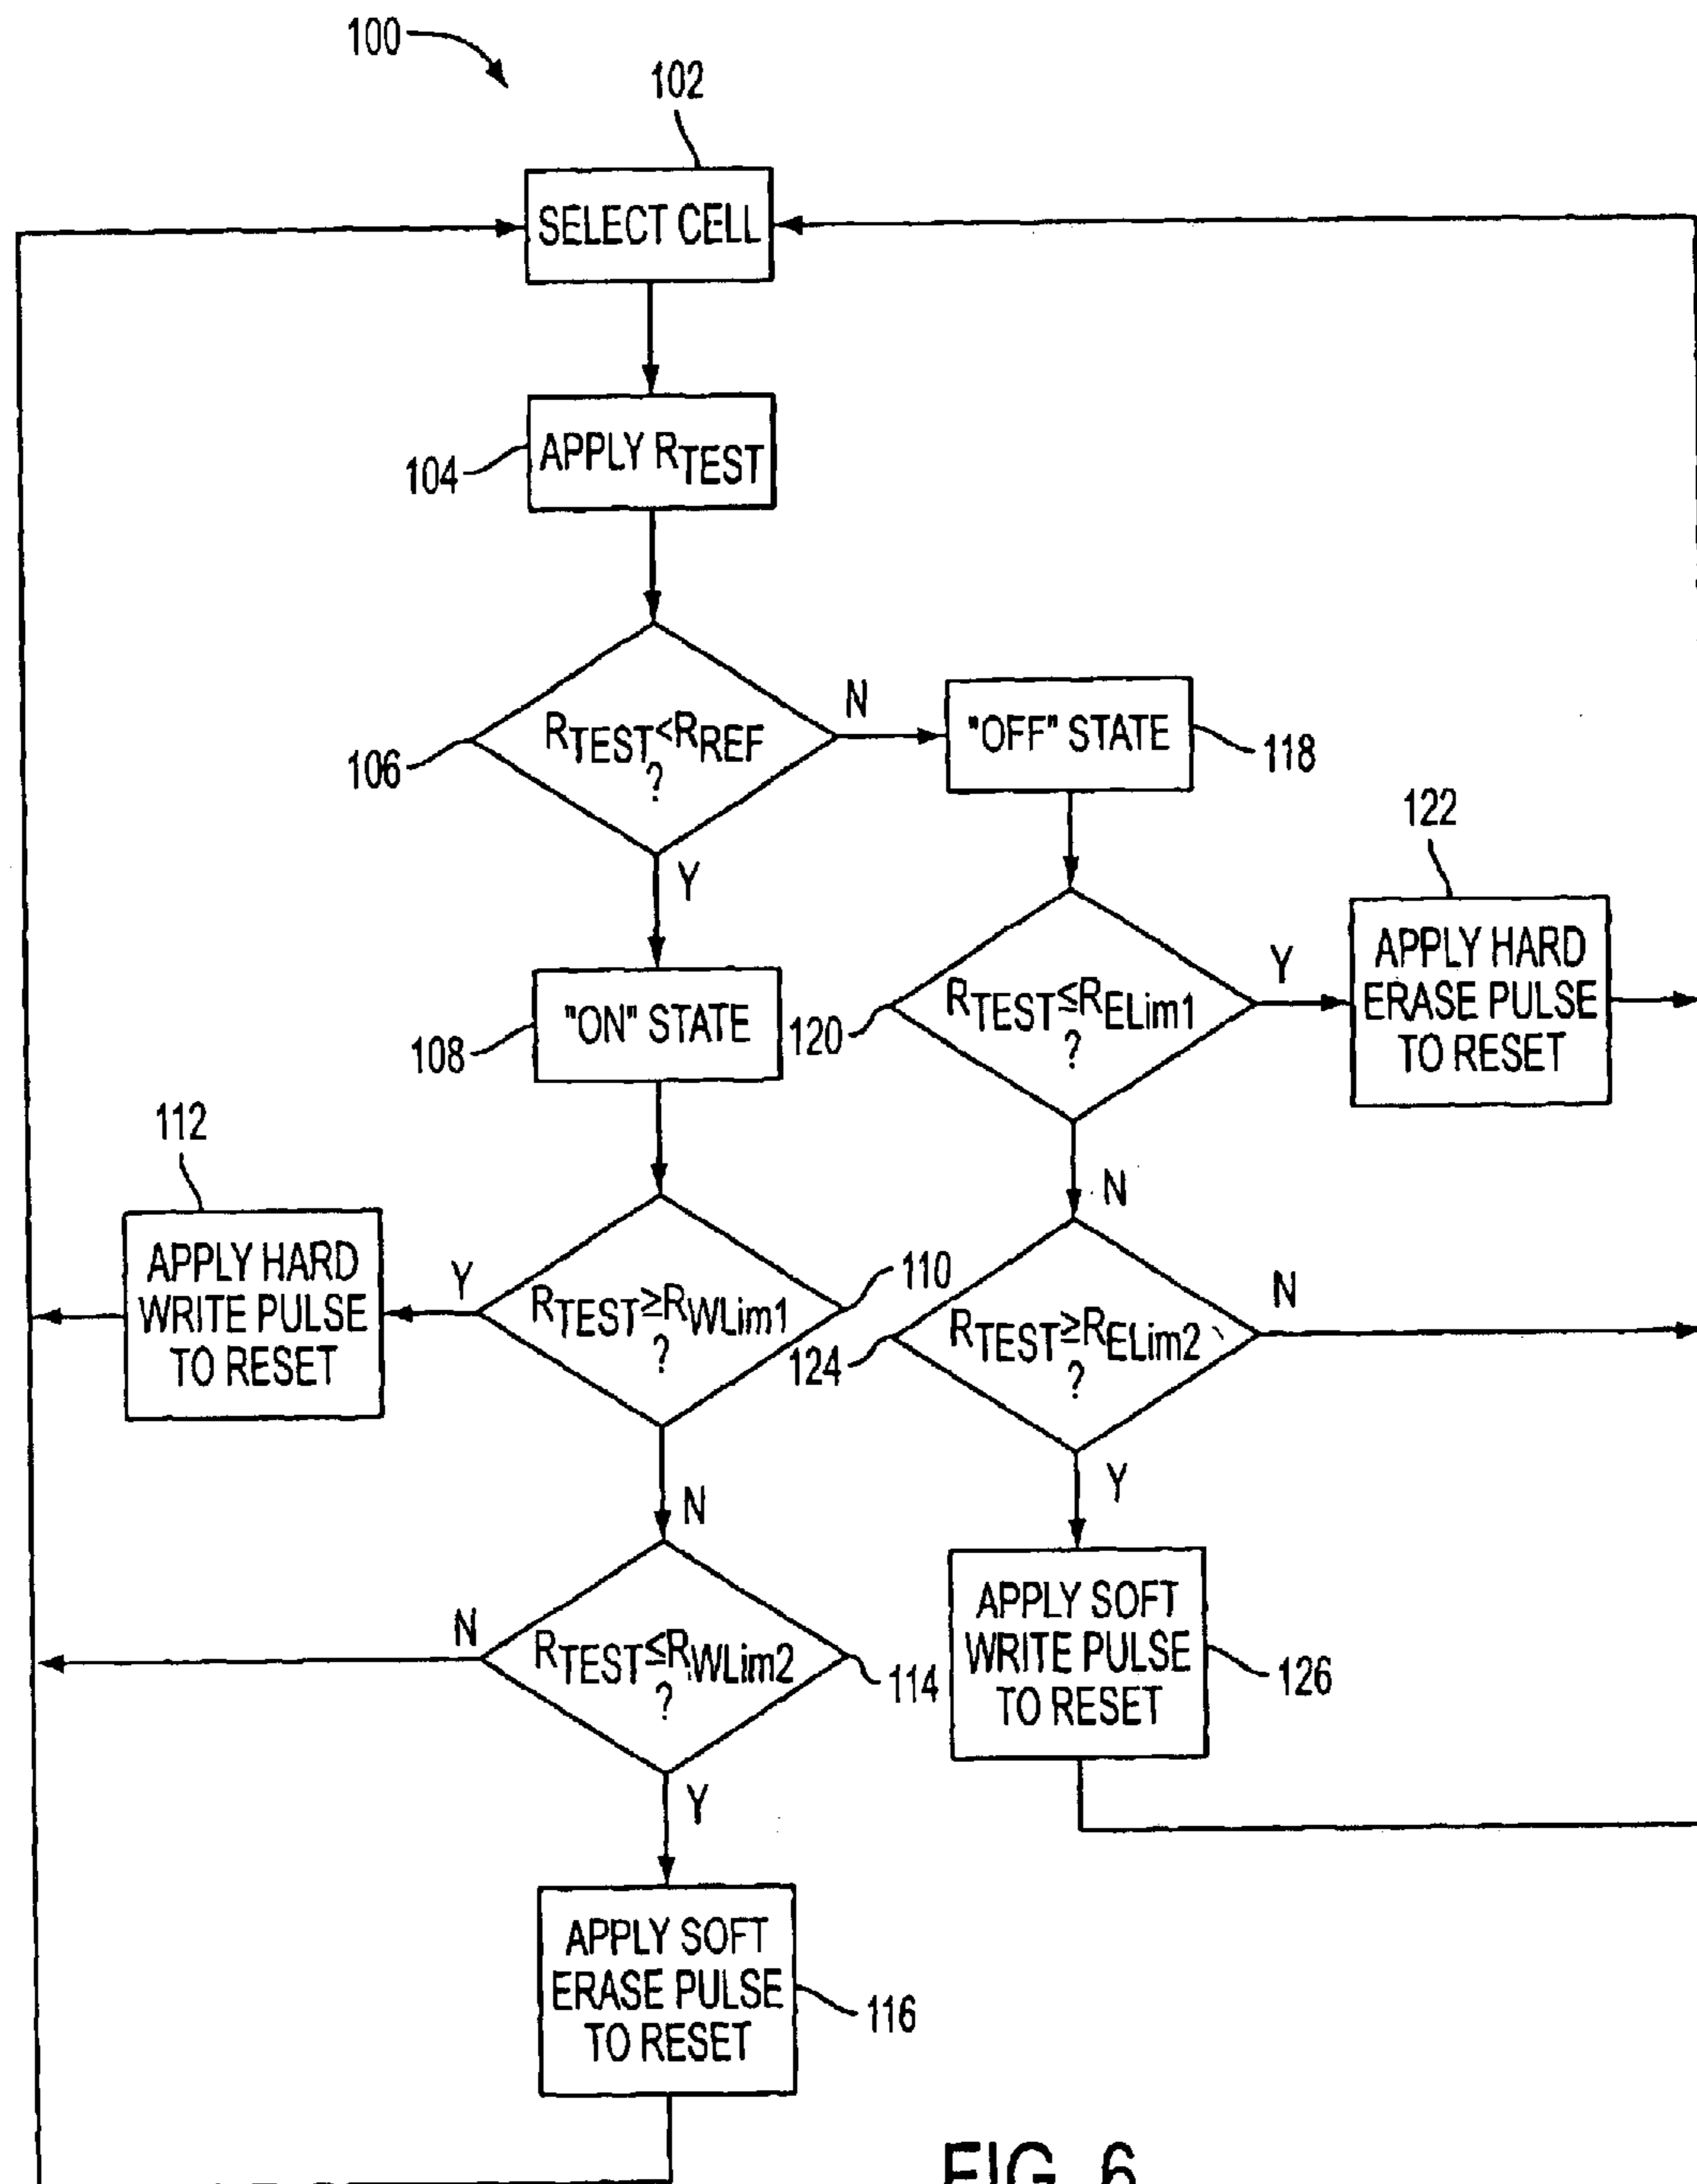 100
102
SELECT CELL
104
APPLY RTEST
106
RTEST<RREF
?
N
"OFF" STATE
118
Y
122
APPLY HARD
ERASE PULSE
TO RESET
"ON" STATE
108
120
RTEST≤RELim1
?
Y
N
112
APPLY HARD
WRITE PULSE
TO RESET
Y
RTEST≥RWLim1
?
110
124
RTEST≥RELim2
?
N
N
Y
N
RTEST≤RWLim2
?
114
APPLY SOFT
WRITE PULSE
TO RESET
126
Y
APPLY SOFT
ERASE PULSE
TO RESET
116
FIG. 6